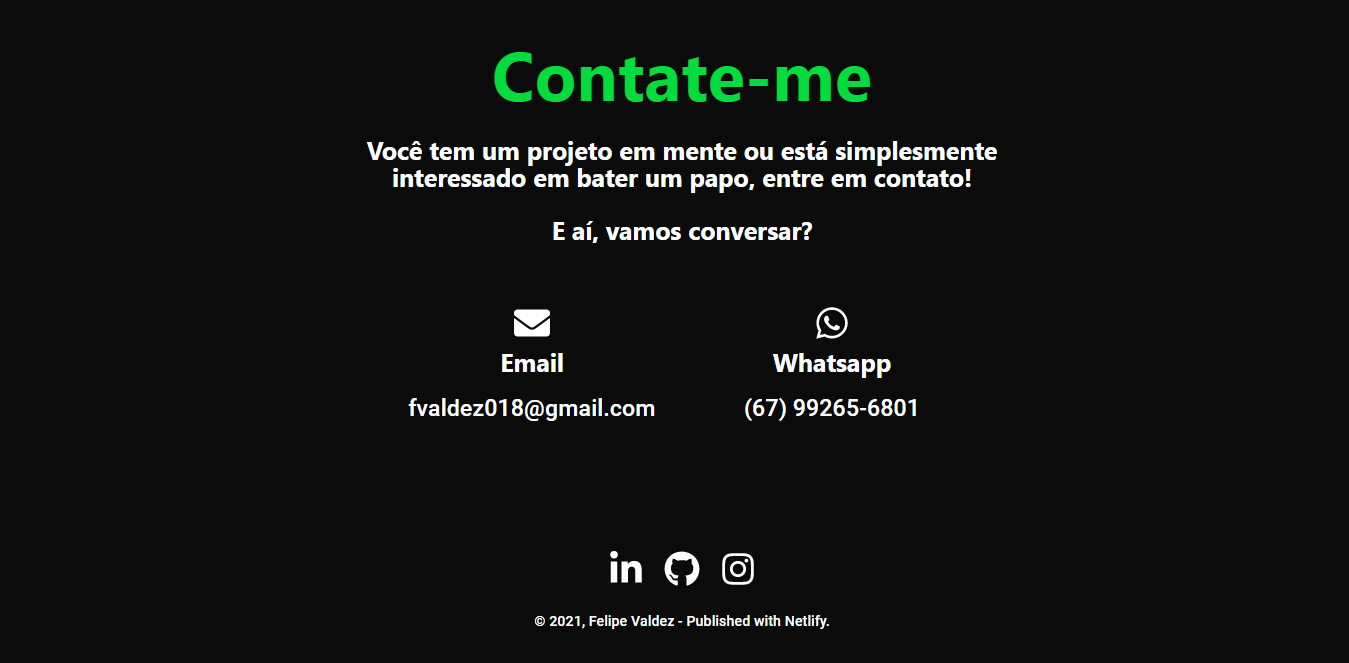 Contate-me
Você tem um projeto em mente ou está simplesmente
interessado em bater um papo, entre em contato!
E aí, vamos conversar?
Email
fvaldez018@gmail.com
Whatsapp
(67) 99265-6801
in
© 2021, Felipe Valdez - Published with Netlify.